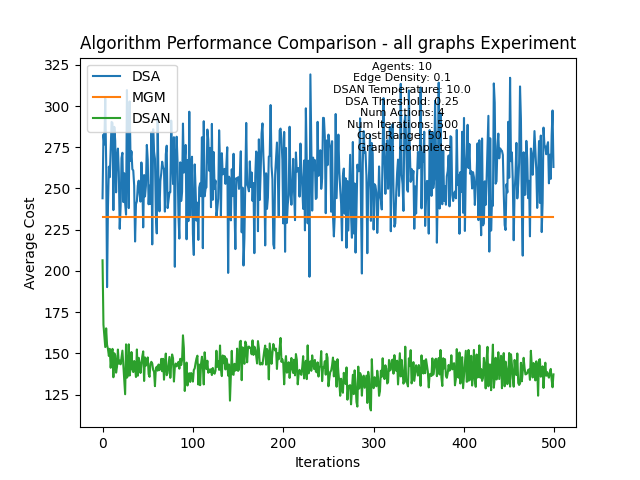 Algorithm Performance Comparison - all graphs Experiment
DSA
MGM
DSAN
Agents: 10
Edge Density: 0.1
DSAN Temperature: 10.0
DSA Threshold: 0.25
Num Actions: 4
Num Iterations: 500
Cost Range: 501
Graph: complete
Average Cost
325
300
275
250
225
200
175
150
125
0
100
200
300
400
500
Iterations